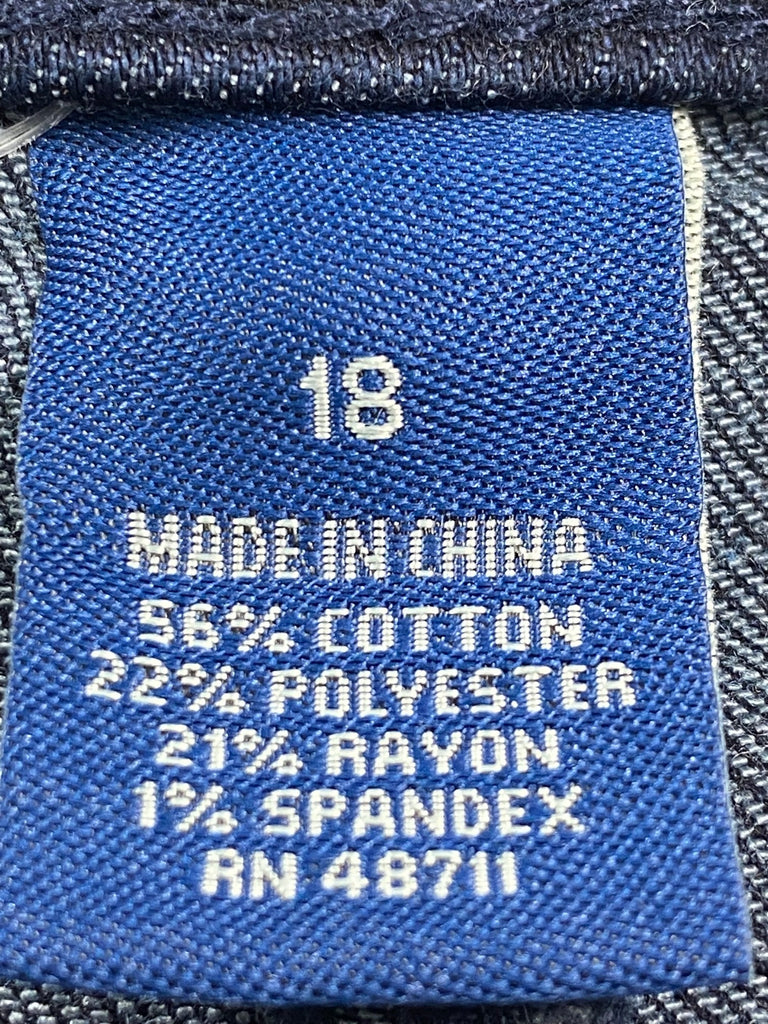 18
MADE IN CHINA
56% COTTON
22% POLYESTER
21% RAYON
1% SPANDEX
RN 48711